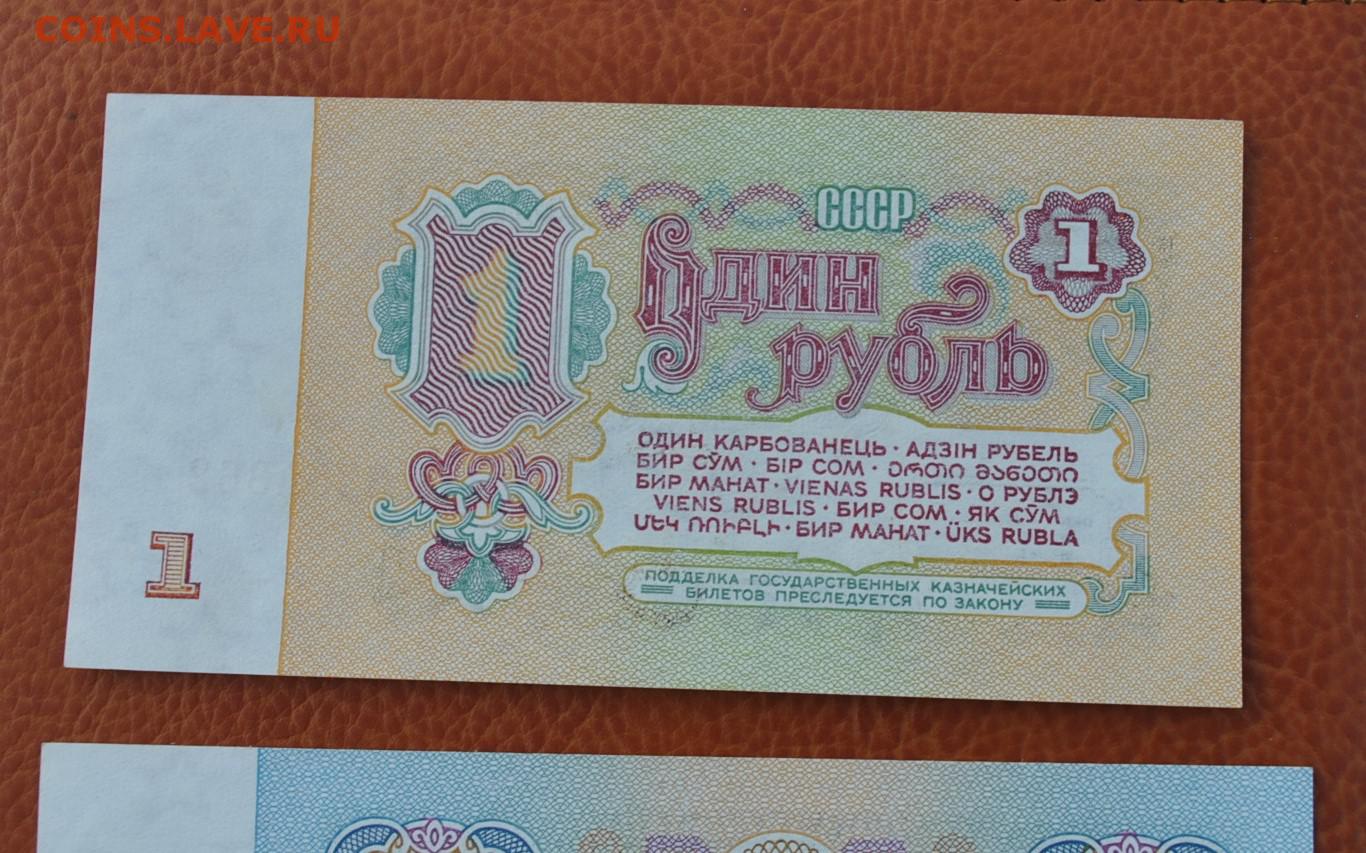 COINS.LAVE.RU
СССР
1
Один
1
рубль
ОДИН КАРБОВАНЕЦЬ · АДЗІН РУБЕЛЬ
БИР СЎМ · БІР СОМ · ᲔᲠᲗᲘ ᲛᲐᲜᲔᲗᲘ
БИР МАНАТ · VIENAS RUBLIS · О РУБЛЭ
VIENS RUBLIS · БИР СОМ · ЯК СӮМ
ՄԵԿ ՌՈՒԲԼԻ · БИР МАНАТ · ÜKS RUBLA
1
ПОДДЕЛКА ГОСУДАРСТВЕННЫХ КАЗНАЧЕЙСКИХ
БИЛЕТОВ ПРЕСЛЕДУЕТСЯ ПО ЗАКОНУ